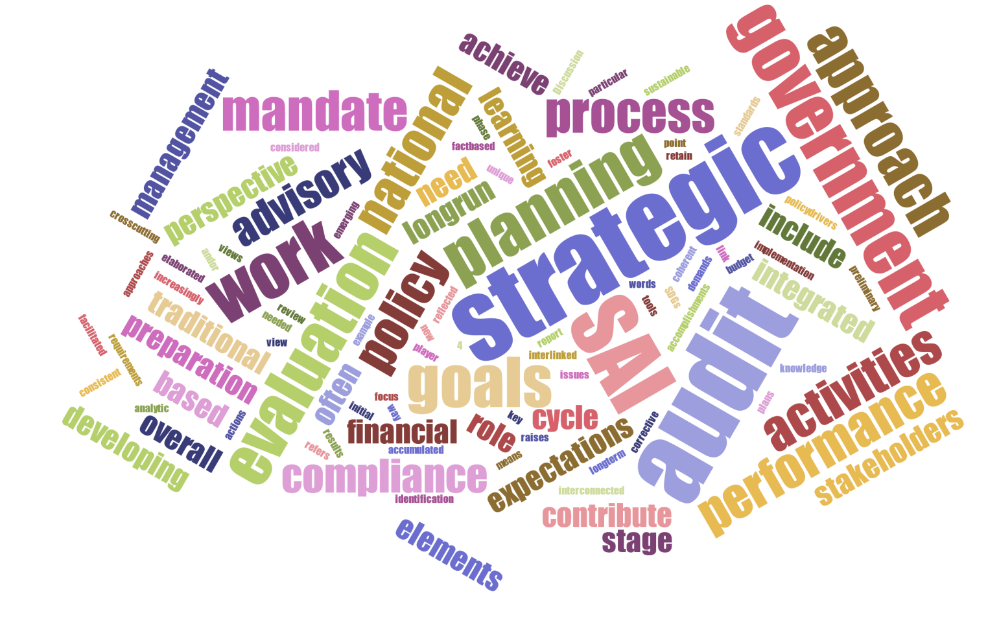 government
approach
achieve
Discussion
particular
sustainable
management
mandate
national
learning
process
standards
phase
considered
factbased
point
retain
foster
perspective
advisory
need
unique
planning
strategic
longrun
crosscutting
emerging
policydrivers
include
work
views
andor
elaborated
approaches
increasingly
evaluation
policy
coherent
link
demands
budget
implementation
integrated
preliminary
words
SDGs
tools
traditional
review
needed
reflected
SAI
accomplishments
audit
facilitated
requirements
preparation
view
example
new
player
4
report
interlinked
activities
consistent
based
often
goals
issues
knowledge
performance
developing
analytic
overall
actions
focus
initial
way
key
cycle
plans
stakeholders
financial
role
raises
corrective
refers
results
accumulated
means
expectations
longterm
compliance
identification
interconnected
contribute
stage
elements